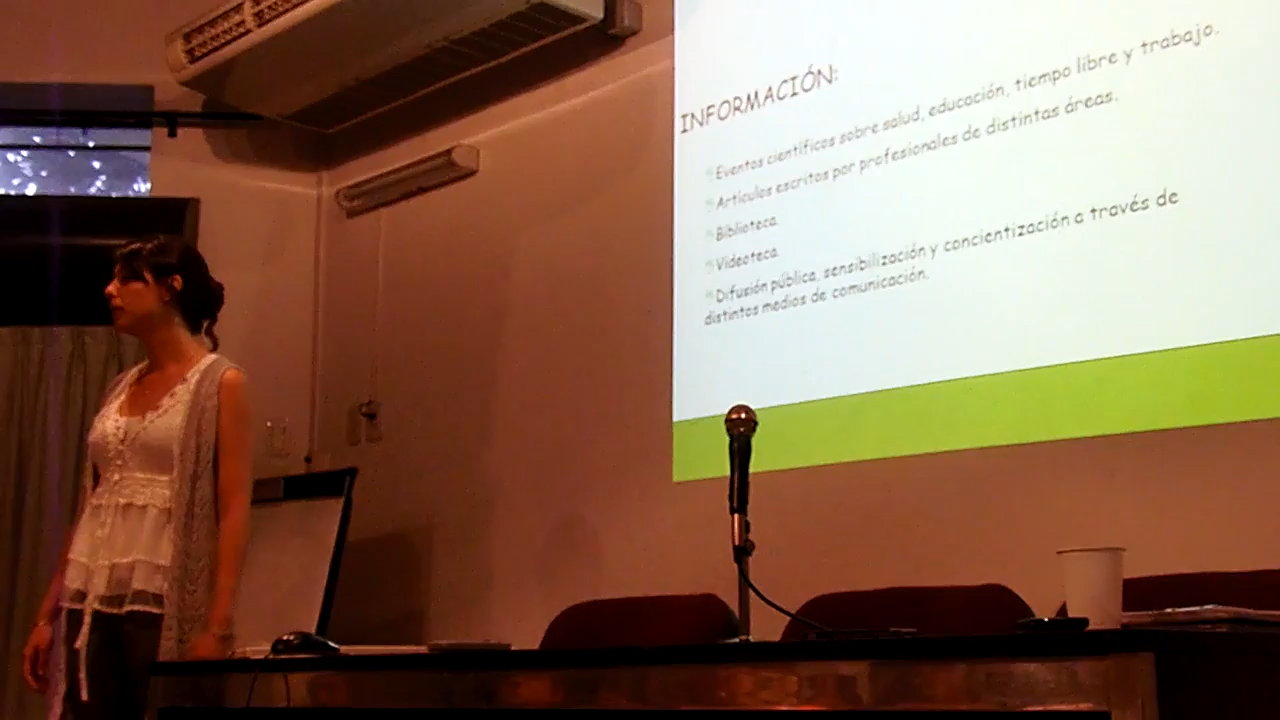 INFORMACIÓN:
Eventos científicos sobre salud, educación, tiempo libre y trabajo.
Artículos escritos por profesionales de distintas áreas.
Biblioteca.
Videoteca.
Difusión pública, sensibilización y concientización a través de
distintos medios de comunicación.